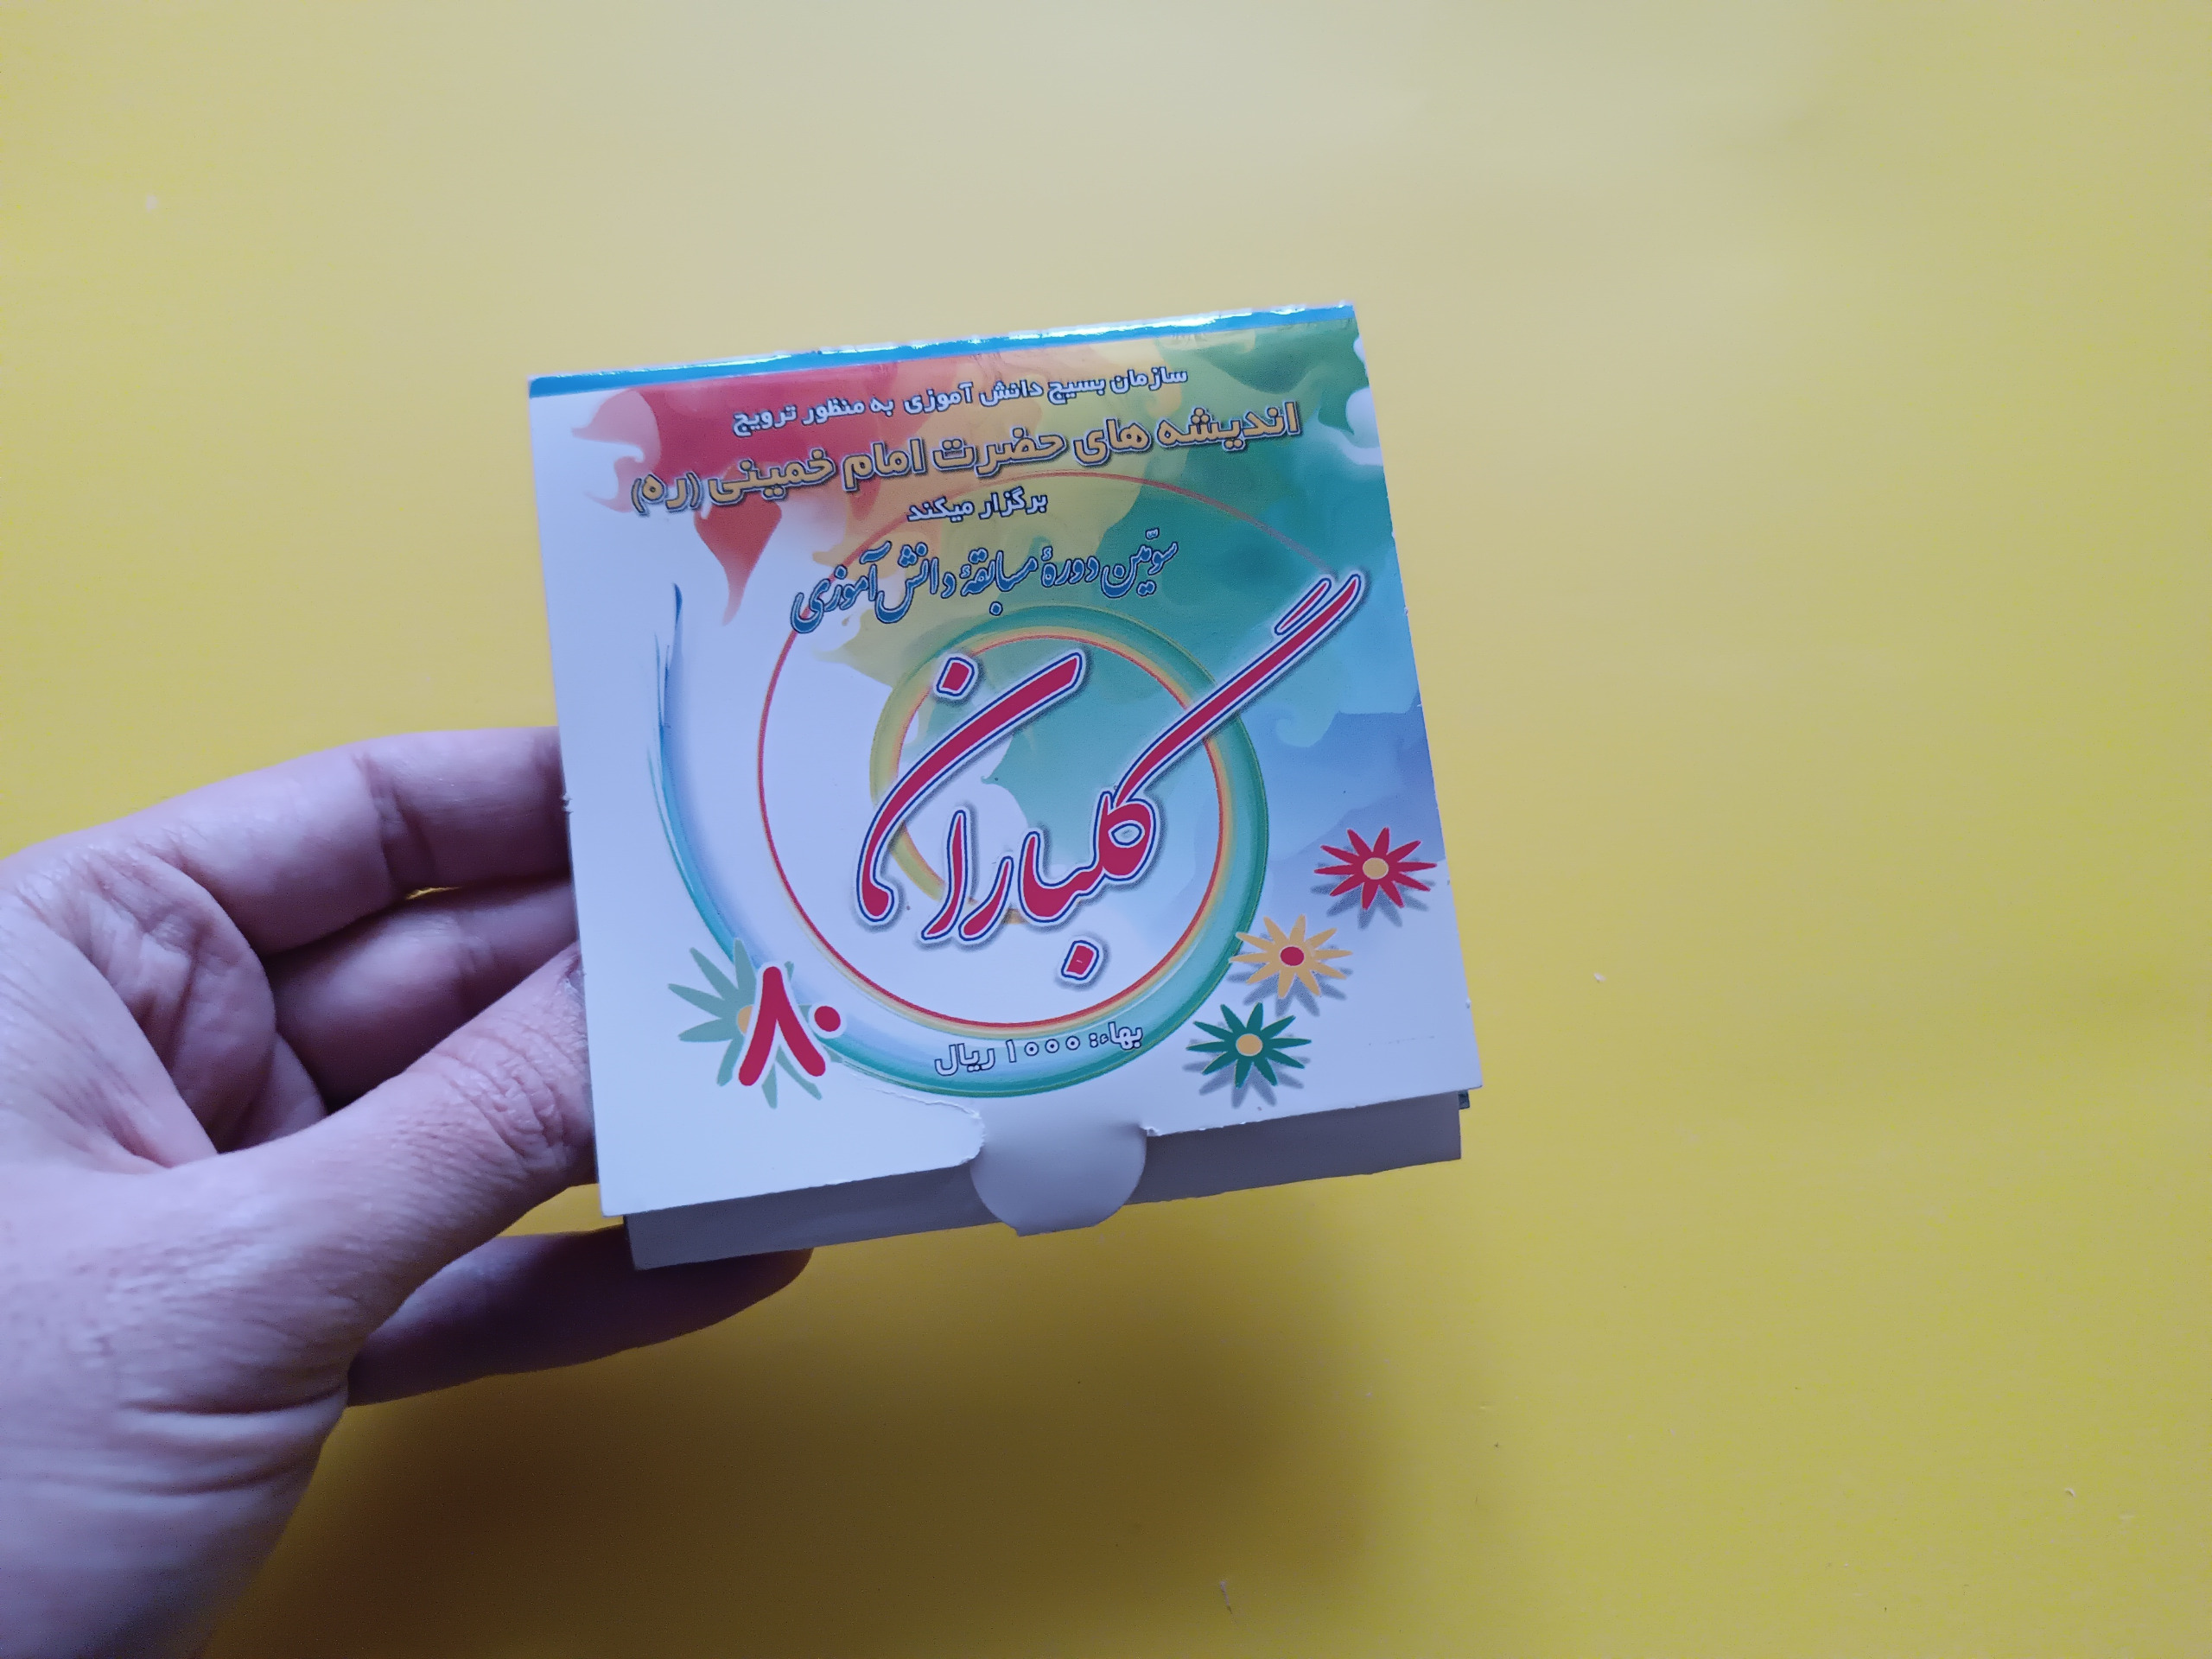 سازمان بسیج دانش آموزی به منظور ترویج
اندیشه های حضرت امام خمینی (ره)
برگزار میکند
سوّمین دورهٔ مسابقهٔ دانش آموزی
گلباران
۸۰
بهاء: ۱۰۰۰ ریال